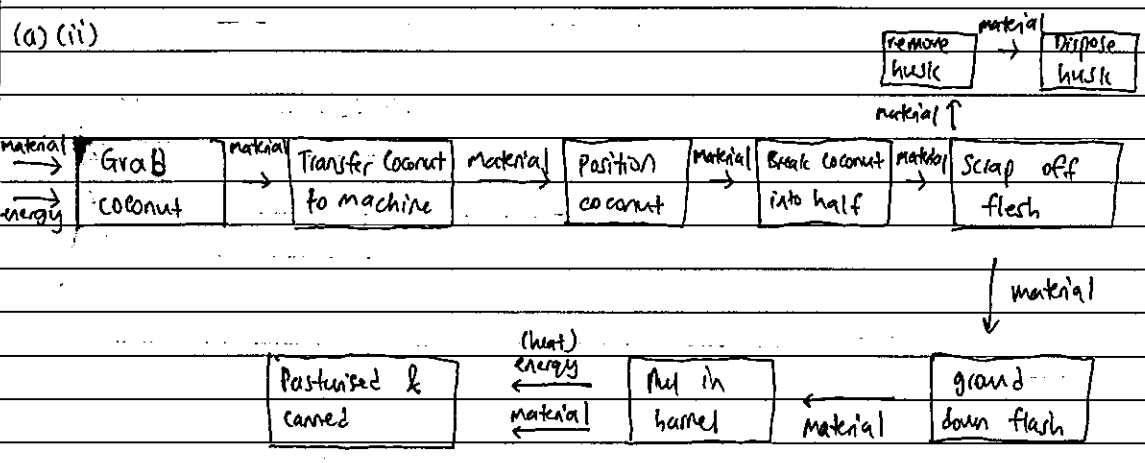 (a) (ii)
material
remove
husk
Dispose
husk
material
material
energy
Grab
coconut
material
Transfer Coconut
to machine
Material
Position
coconut
Material
Break coconut
into half
Material
Scrap off
flesh
material
(heat)
energy
Pasturised &
canned
Material
Put in
barrel
Material
ground
down flash